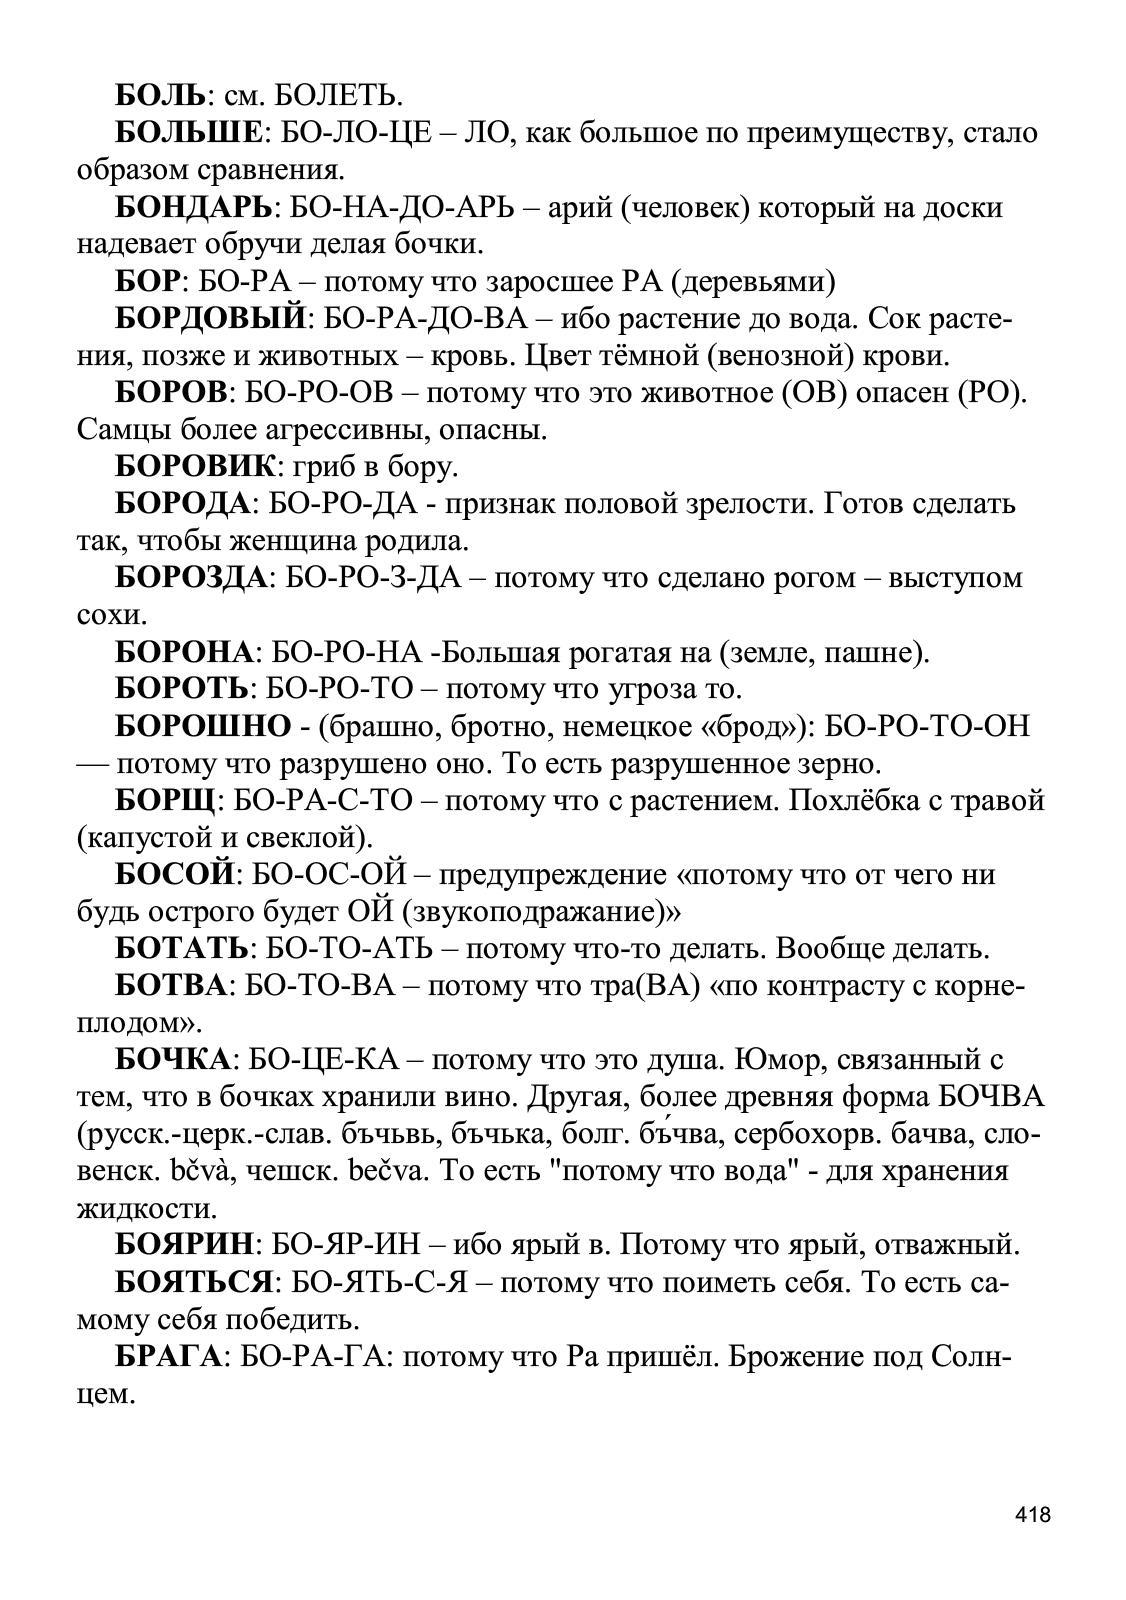 БОЛЬ: см. БОЛЕТЬ.
БОЛЬШЕ: БО-ЛО-ЦЕ – ЛО, как большое по преимуществу, стало
образом сравнения.
БОНДАРЬ: БО-НА-ДО-АРЬ – арий (человек) который на доски
надевает обручи делая бочки.
БОР: БО-РА – потому что заросшее РА (деревьями)
БОРДОВЫЙ: БО-РА-ДО-ВА – ибо растение до вода. Сок расте-
ния, позже и животных – кровь. Цвет тёмной (венозной) крови.
БОРОВ: БО-РО-ОВ – потому что это животное (ОВ) опасен (РО).
Самцы более агрессивны, опасны.
БОРОВИК: гриб в бору.
БОРОДА: БО-РО-ДА - признак половой зрелости. Готов сделать
так, чтобы женщина родила.
БОРОЗДА: БО-РО-З-ДА – потому что сделано рогом – выступом
сохи.
БОРОНА: БО-РО-НА -Большая рогатая на (земле, пашне).
БОРОТЬ: БО-РО-ТО – потому что угроза то.
БОРОШНО - (брашно, бротно, немецкое «брод»): БО-РО-ТО-ОН
— потому что разрушено оно. То есть разрушенное зерно.
БОРЩ: БО-РА-С-ТО – потому что с растением. Похлёбка с травой
(капустой и свеклой).
БОСОЙ: БО-ОС-ОЙ – предупреждение «потому что от чего ни
будь острого будет ОЙ (звукоподражание)»
БОТАТЬ: БО-ТО-АТЬ – потому что-то делать. Вообще делать.
БОТВА: БО-ТО-ВА – потому что тра(ВА) «по контрасту с корне-
плодом».
БОЧКА: БО-ЦЕ-КА – потому что это душа. Юмор, связанный с
тем, что в бочках хранили вино. Другая, более древняя форма БОЧВА
(русск.-церк.-слав. бъчьвь, бъчька, болг. бъ́чва, сербохорв. бачва, сло-
венск. bčvà, чешск. bečva. То есть "потому что вода" - для хранения
жидкости.
БОЯРИН: БО-ЯР-ИН – ибо ярый в. Потому что ярый, отважный.
БОЯТЬСЯ: БО-ЯТЬ-С-Я – потому что поиметь себя. То есть са-
мому себя победить.
БРАГА: БО-РА-ГА: потому что Ра пришёл. Брожение под Солн-
цем.
418